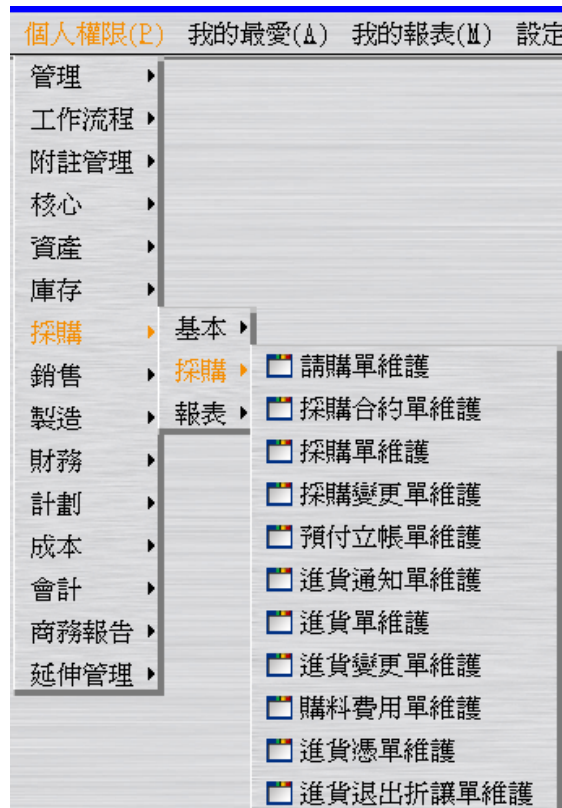 個人權限(P) 我的最愛(A) 我的報表(M) 設定
管理
工作流程
附註管理
核心
資產
庫存
採購
銷售
製造
財務
計劃
成本
會計
商務報告
延伸管理
基本
採購
報表
請購單維護
採購合約單維護
採購單維護
採購變更單維護
預付立帳單維護
進貨通知單維護
進貨單維護
進貨變更單維護
購料費用單維護
進貨憑單維護
進貨退出折讓單維護